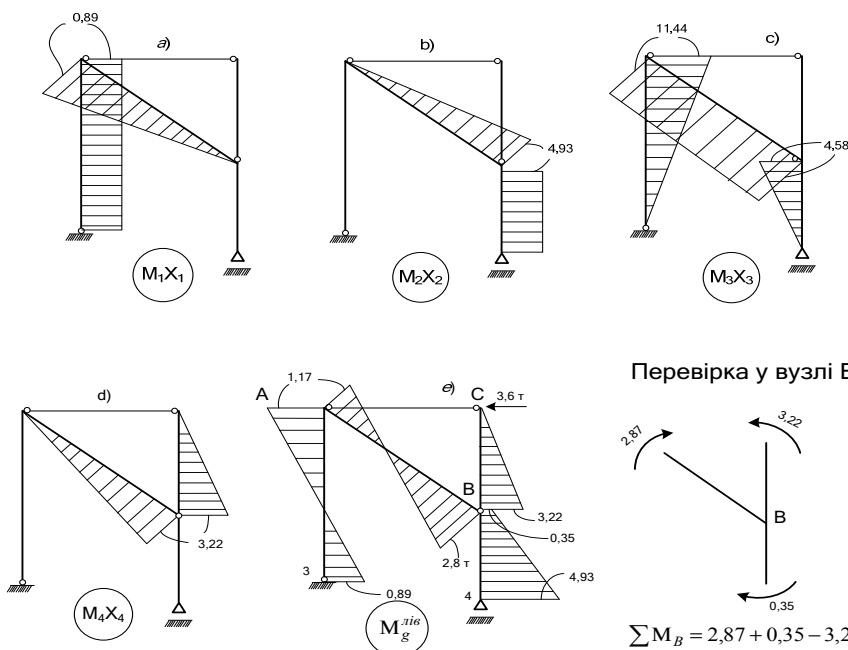 0,89
a)
M₁X₁
b)
4,93
M₂X₂
11,44
c)
4,58
M₃X₃
d)
3,22
M₄X₄
A
1,17
e)
C
3,6 т
B
3,22
0,35
2,8 т
3
0,89
4
4,93
M g лів
Перевірка у вузлі В
2,87
3,22
B
0,35
∑M_B = 2,87 + 0,35 − 3,2